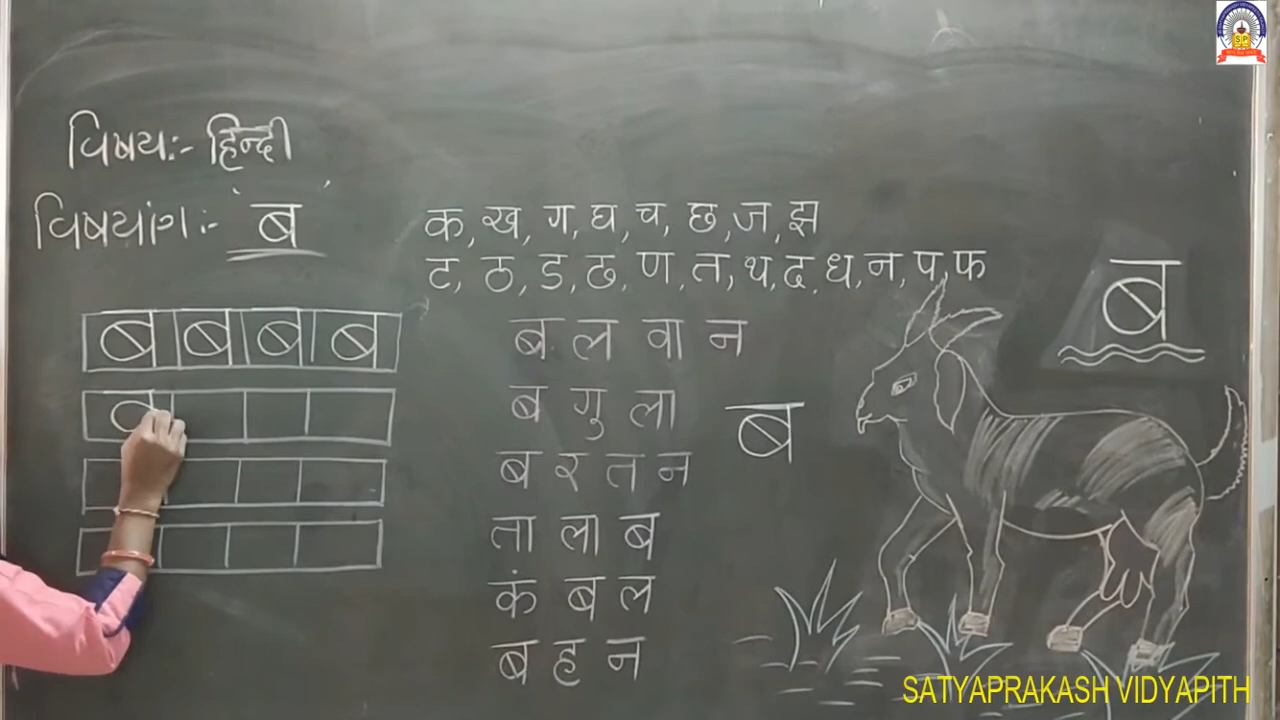 विषय:- हिन्दी
विषयांग:- ब
क, ख, ग, घ, च, छ, ज, झ
ट, ठ, ड, ढ, ण, त, थ, द, ध, न, प, फ
ब
ब ब ब ब
ब ल वा न
ब गु ला
ब
ब र त न
ता ला ब
कं ब ल
ब ह न
SATYAPRAKASH VIDYAPITH